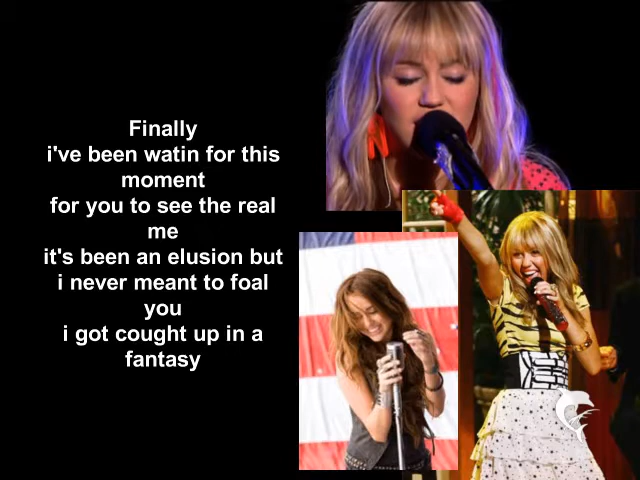 Finally
i've been watin for this
moment
for you to see the real
me
it's been an elusion but
i never meant to foal
you
i got cought up in a
fantasy